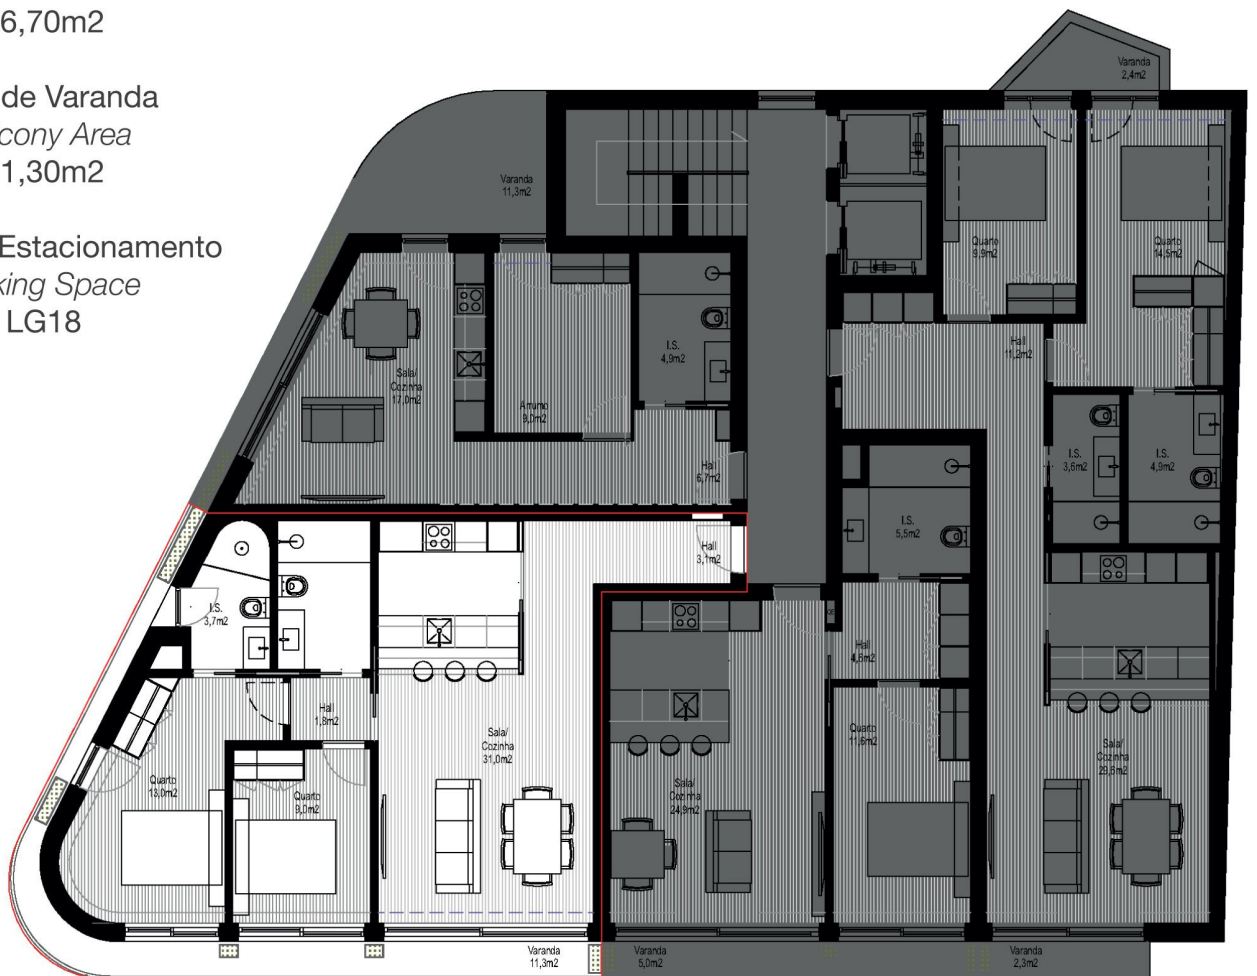 6,70m2
de Varanda
cony Area
1,30m2
Estacionamento
king Space
LG18
Varanda
2,4m2
Varanda
11,3m2
Quarto
9,9m2
Quarto
14,5m2
Sala/
Cozinha
17,0m2
Arrumo
9,0m2
I.S.
4,9m2
Hall
11,2m2
Hall
6,7m2
I.S.
3,6m2
I.S.
4,9m2
I.S.
5,5m2
Hall
3,1m2
I.S.
3,7m2
Hall
1,8m2
Hall
4,6m2
Quarto
13,0m2
Quarto
9,0m2
Sala/
Cozinha
31,0m2
Sala/
Cozinha
24,9m2
Quarto
11,6m2
Sala/
Cozinha
29,6m2
Varanda
11,3m2
Varanda
5,0m2
Varanda
2,3m2